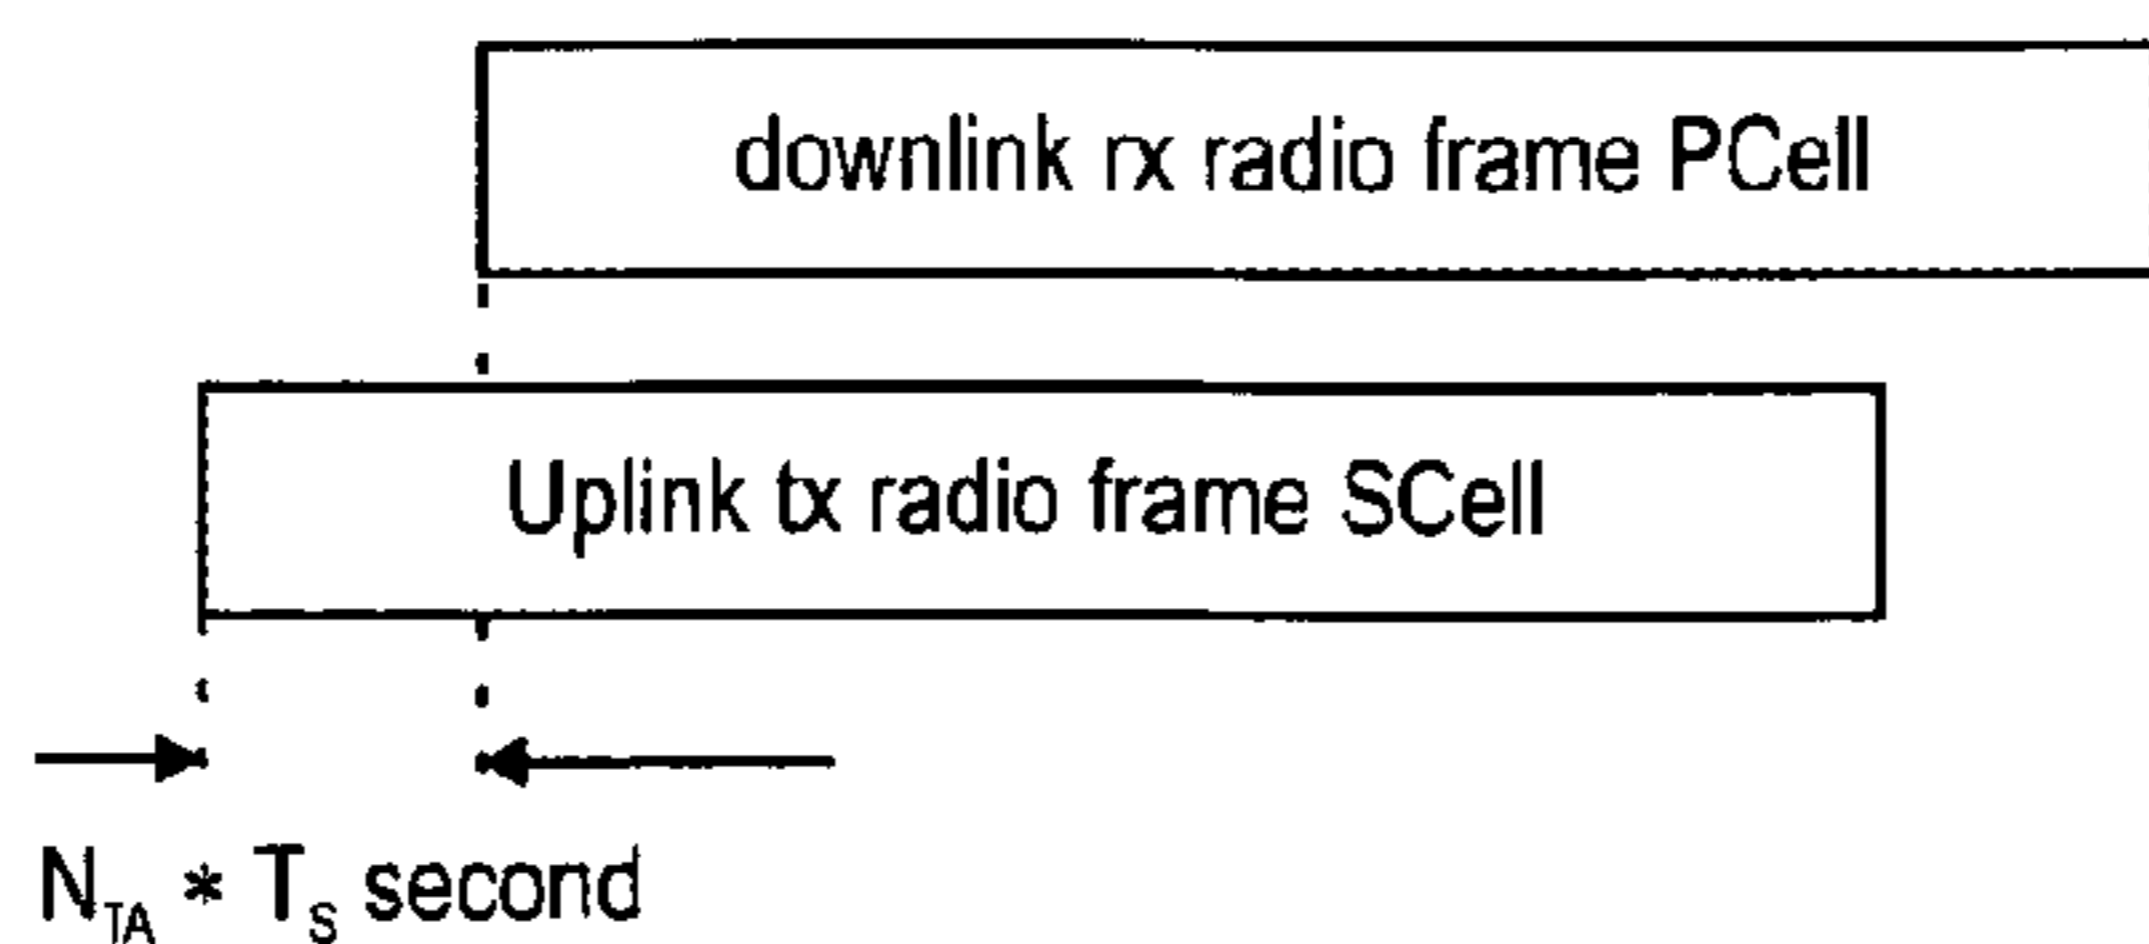 downlink rx radio frame PCell
Uplink tx radio frame SCell
N_TA * T_S second